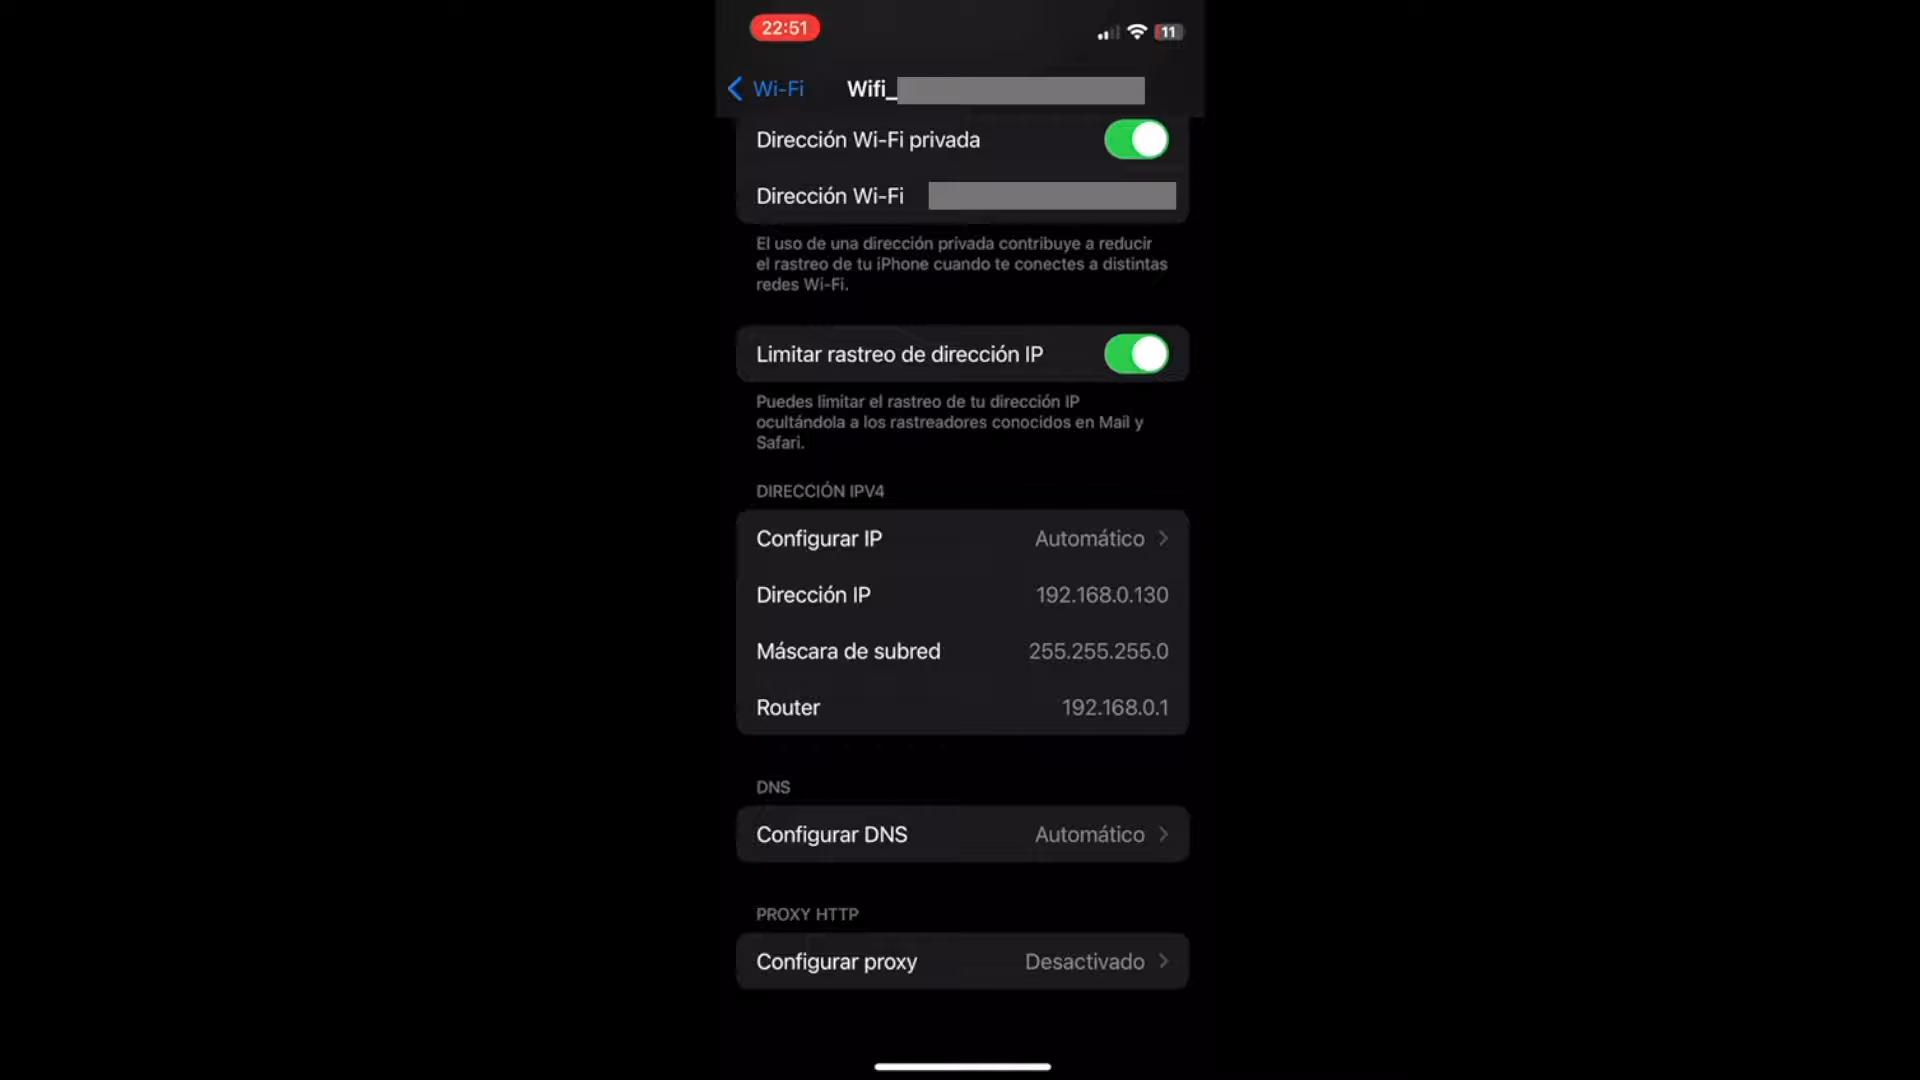 22:51
11
Wi-Fi
Wifi_
Dirección Wi-Fi privada
Dirección Wi-Fi
El uso de una dirección privada contribuye a reducir
el rastreo de tu iPhone cuando te conectes a distintas
redes Wi-Fi.
Limitar rastreo de dirección IP
Puedes limitar el rastreo de tu dirección IP
ocultándola a los rastreadores conocidos en Mail y
Safari.
DIRECCIÓN IPV4
Configurar IP Automático
Dirección IP 192.168.0.130
Máscara de subred 255.255.255.0
Router 192.168.0.1
DNS
Configurar DNS Automático
PROXY HTTP
Configurar proxy Desactivado